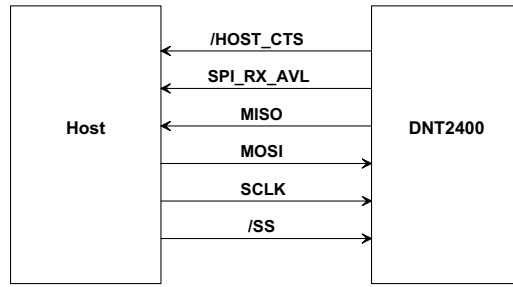 /HOST_CTS
SPI_RX_AVL
MISO
Host
DNT2400
MOSI
SCLK
/SS